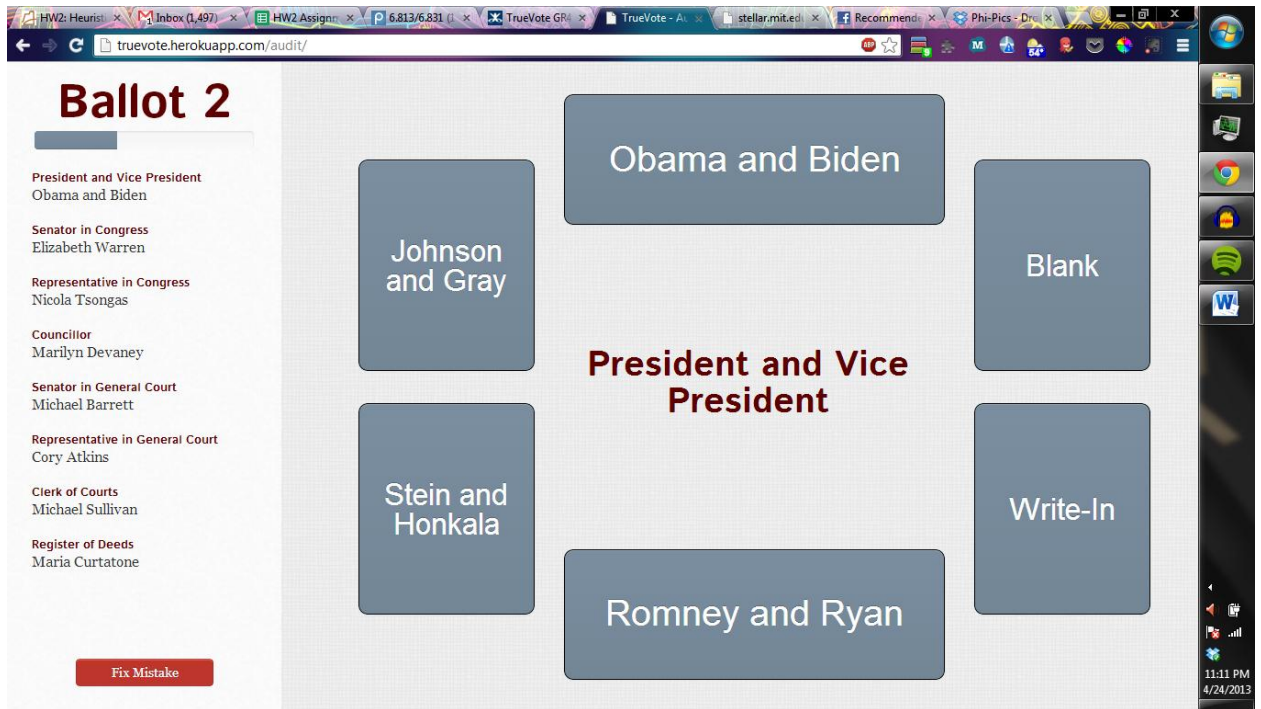 HW2: Heurist
Inbox (1,497)
HW2 Assignm
6.813/6.831 (
TrueVote GR
TrueVote - Au
stellar.mit.ed
Recommend
Phi-Pics - Dro
truevote.herokuapp.com/audit/
ABP
9
M
54°
Ballot 2
President and Vice President
Obama and Biden
Senator in Congress
Elizabeth Warren
Representative in Congress
Nicola Tsongas
Councillor
Marilyn Devaney
Senator in General Court
Michael Barrett
Representative in General Court
Cory Atkins
Clerk of Courts
Michael Sullivan
Register of Deeds
Maria Curtatone
Fix Mistake
Obama and Biden
Johnson
and Gray
Blank
President and Vice
President
Stein and
Honkala
Write-In
Romney and Ryan
11:11 PM
4/24/2013